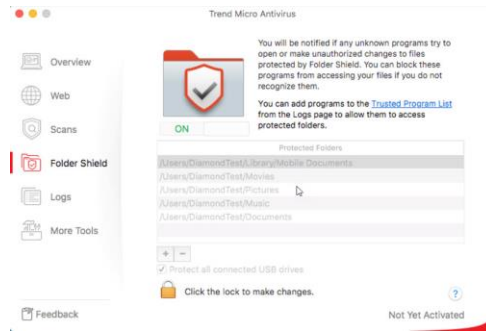 Trend Micro Antivirus
Overview
Web
Scans
Folder Shield
Logs
More Tools
Feedback
You will be notified if any unknown programs try to
open or make unauthorized changes to files
protected by Folder Shield. You can block these
programs from accessing your files if you do not
recognize them.
You can add programs to the Trusted Program List
from the Logs page to allow them to access
protected folders.
ON
Protected Folders
/Users/DiamondTest/Library/Mobile Documents
/Users/DiamondTest/Movies
/Users/DiamondTest/Pictures
/Users/DiamondTest/Music
/Users/DiamondTest/Documents
+ −
Protect all connected USB drives
Click the lock to make changes.
?
Not Yet Activated